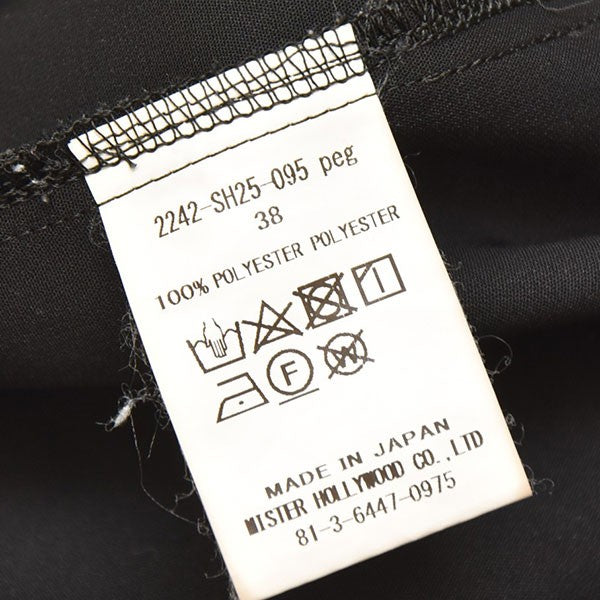 2242-SH25-095 peg
38
100% POLYESTER POLYESTER
F W
MADE IN JAPAN
MISTER HOLLYWOOD CO.,LTD
81-3-6447-0975